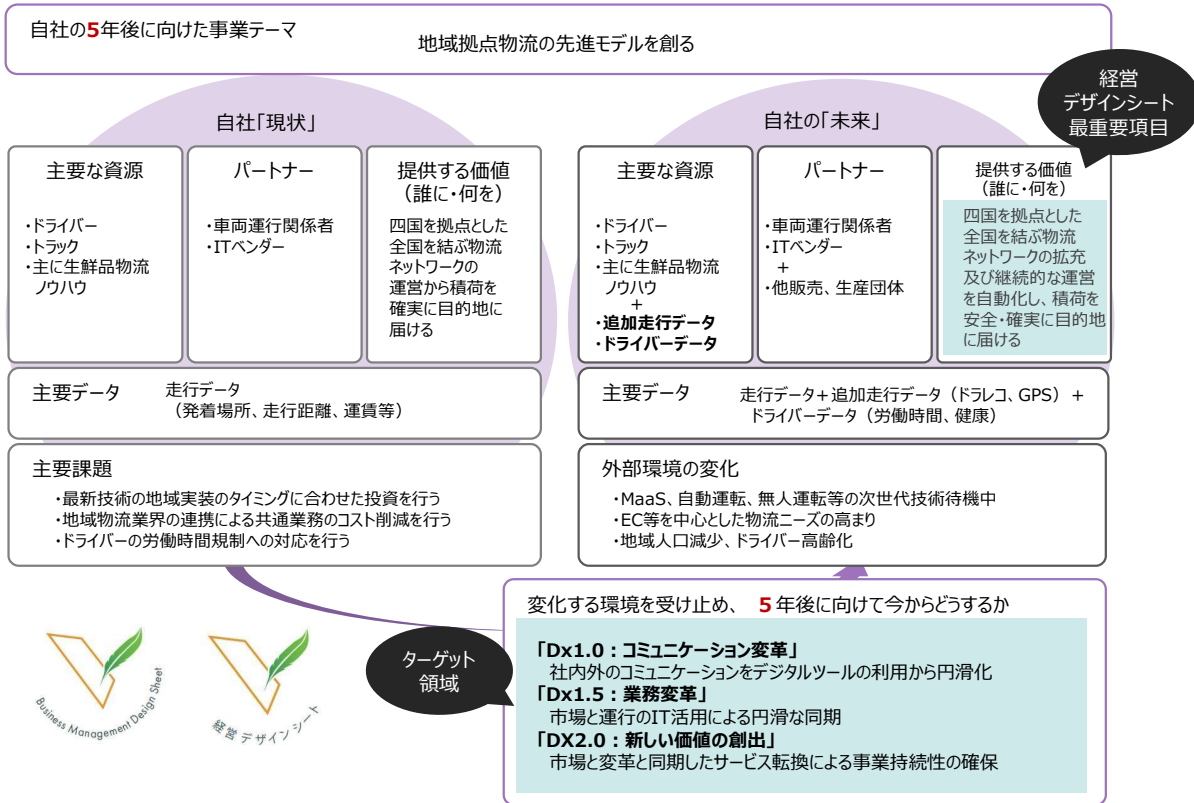 自社の5年後に向けた事業テーマ
地域拠点物流の先進モデルを創る
経営
デザインシート
最重要項目
自社「現状」
主要な資源
・ドライバー
・トラック
・主に生鮮品物流
ノウハウ
パートナー
・車両運行関係者
・ITベンダー
提供する価値
（誰に・何を）
四国を拠点とした
全国を結ぶ物流
ネットワークの
運営から積荷を
確実に目的地に
届ける
主要データ
走行データ
（発着場所、走行距離、運賃等）
主要課題
・最新技術の地域実装のタイミングに合わせた投資を行う
・地域物流業界の連携による共通業務のコスト削減を行う
・ドライバーの労働時間規制への対応を行う
自社の「未来」
主要な資源
・ドライバー
・トラック
・主に生鮮品物流
ノウハウ
+
・追加走行データ
・ドライバーデータ
パートナー
・車両運行関係者
・ITベンダー
+
・他販売、生産団体
提供する価値
（誰に・何を）
四国を拠点とした
全国を結ぶ物流
ネットワークの拡充
及び継続的な運営
を自動化し、積荷を
安全・確実に目的地
に届ける
主要データ
走行データ＋追加走行データ（ドラレコ、GPS）＋
ドライバーデータ（労働時間、健康）
外部環境の変化
・MaaS、自動運転、無人運転等の次世代技術待機中
・EC等を中心とした物流ニーズの高まり
・地域人口減少、ドライバー高齢化
変化する環境を受け止め、 5年後に向けて今からどうするか
ターゲット
領域
「Dx1.0：コミュニケーション変革」
社内外のコミュニケーションをデジタルツールの利用から円滑化
「Dx1.5：業務変革」
市場と運行のIT活用による円滑な同期
「DX2.0：新しい価値の創出」
市場と変革と同期したサービス転換による事業持続性の確保
Business Management Design Sheet
経営デザインシート